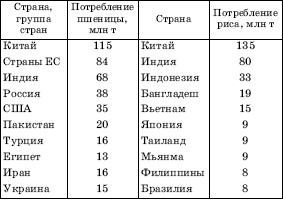 Страна, группа стран | Потребление пшеницы, млн т | Страна | Потребление риса, млн т
Китай | 115 | Китай | 135
Страны ЕС | 84 | Индия | 80
Индия | 68 | Индонезия | 33
Россия | 38 | Бангладеш | 19
США | 35 | Вьетнам | 15
Пакистан | 20 | Япония | 9
Турция | 16 | Таиланд | 9
Египет | 13 | Мьянма | 9
Иран | 16 | Филиппины | 8
Украина | 15 | Бразилия | 8